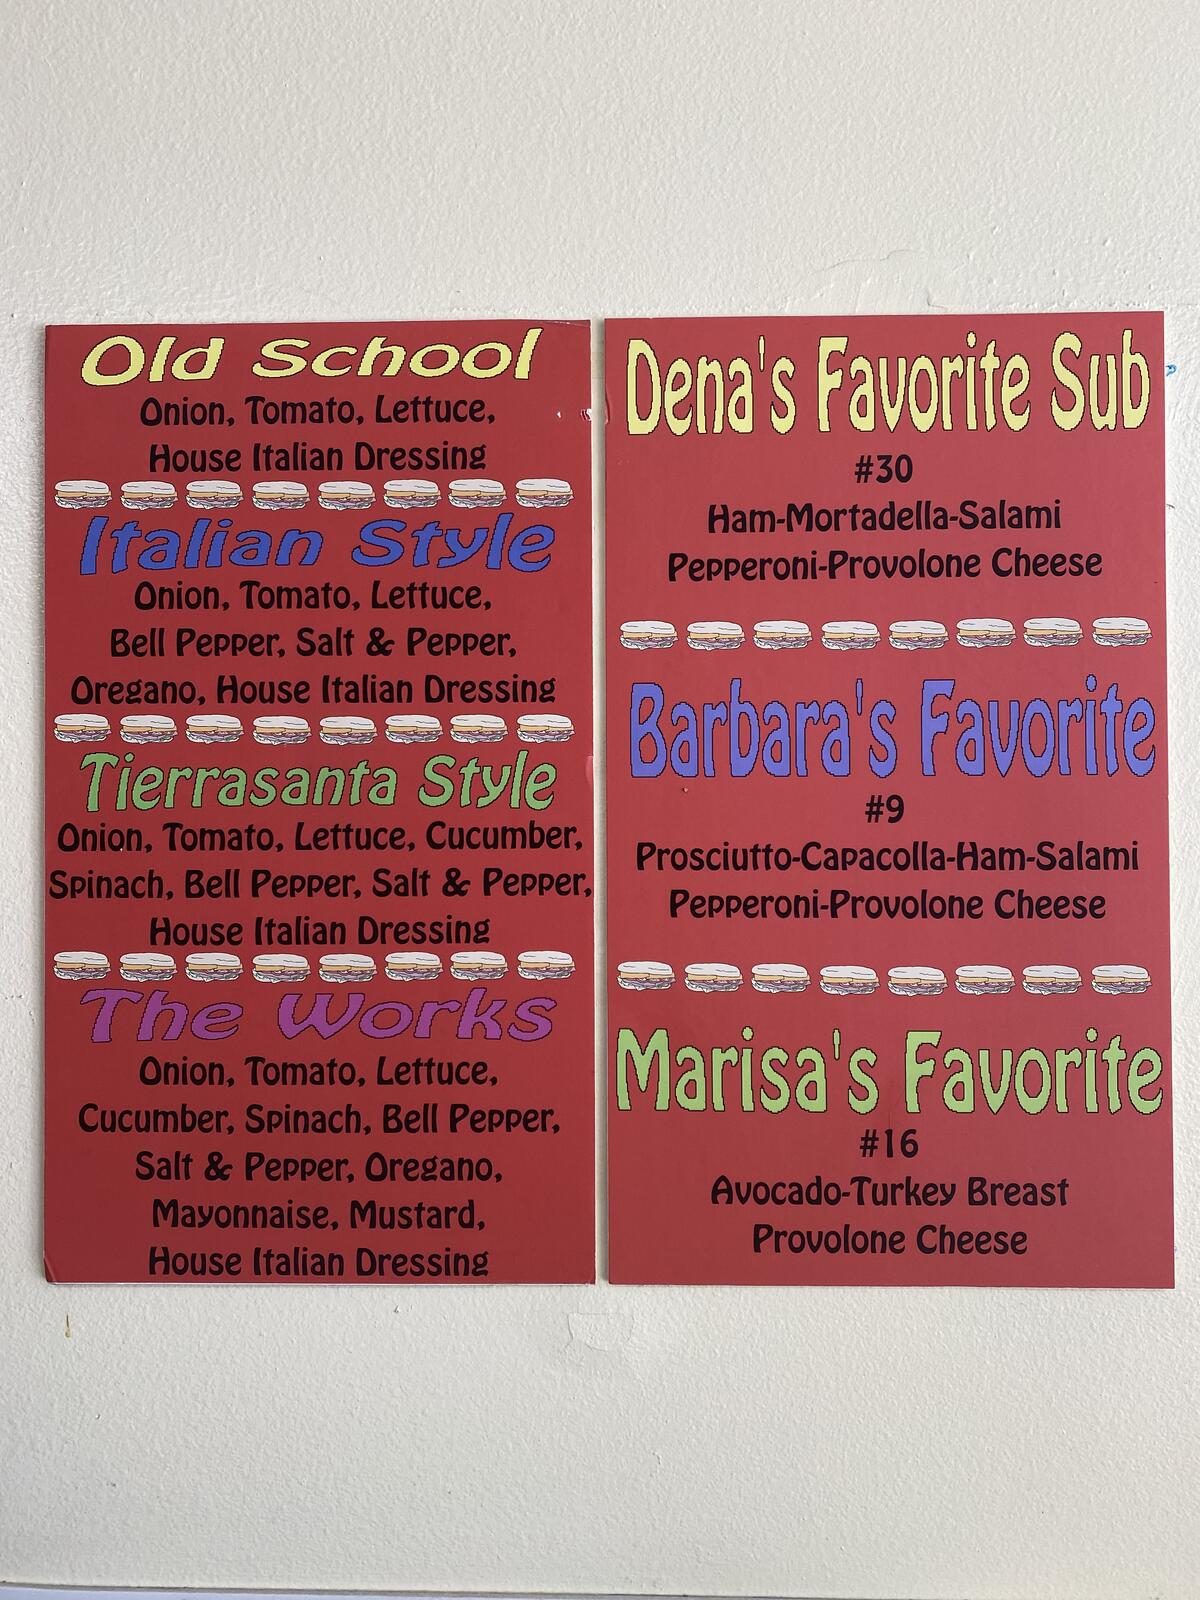 Old School
Onion, Tomato, Lettuce,
House Italian Dressing
Italian Style
Onion, Tomato, Lettuce,
Bell Pepper, Salt & Pepper,
Oregano, House Italian Dressing
Tierrasanta Style
Onion, Tomato, Lettuce, Cucumber,
Spinach, Bell Pepper, Salt & Pepper,
House Italian Dressing
The Works
Onion, Tomato, Lettuce,
Cucumber, Spinach, Bell Pepper,
Salt & Pepper, Oregano,
Mayonnaise, Mustard,
House Italian Dressing
Dena's Favorite Sub
#30
Ham-Mortadella-Salami
Pepperoni-Provolone Cheese
Barbara's Favorite
#9
Prosciutto-Capacolla-Ham-Salami
Pepperoni-Provolone Cheese
Marisa's Favorite
#16
Avocado-Turkey Breast
Provolone Cheese